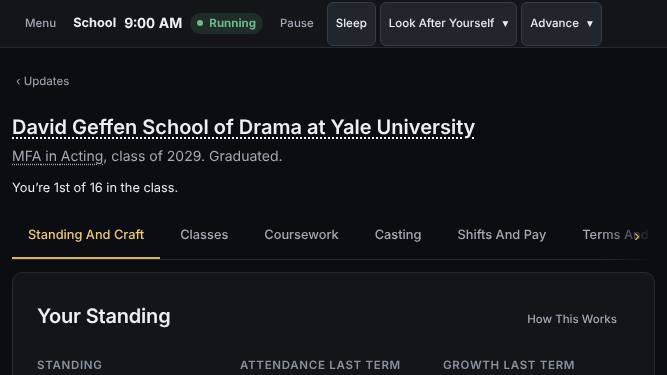 Menu School 9:00 AM Running Pause Sleep Look After Yourself Advance
‹ Updates
David Geffen School of Drama at Yale University
MFA in Acting, class of 2029. Graduated.
You're 1st of 16 in the class.
Standing And Craft Classes Coursework Casting Shifts And Pay Terms And
Your Standing How This Works
STANDING ATTENDANCE LAST TERM GROWTH LAST TERM